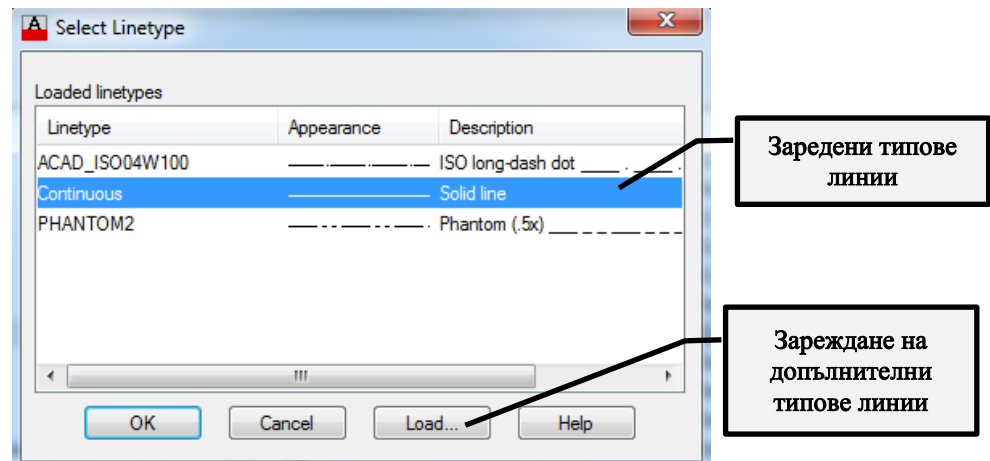 Select Linetype
Loaded linetypes
Linetype Appearance Description
ACAD_ISO04W100 ISO long-dash dot ____ . ____ .
Continuous Solid line
PHANTOM2 Phantom (.5x) ___ _ _ ___ _ _ _
OK Cancel Load... Help
Заредени типове
линии
Зареждане на
допълнителни
типове линии